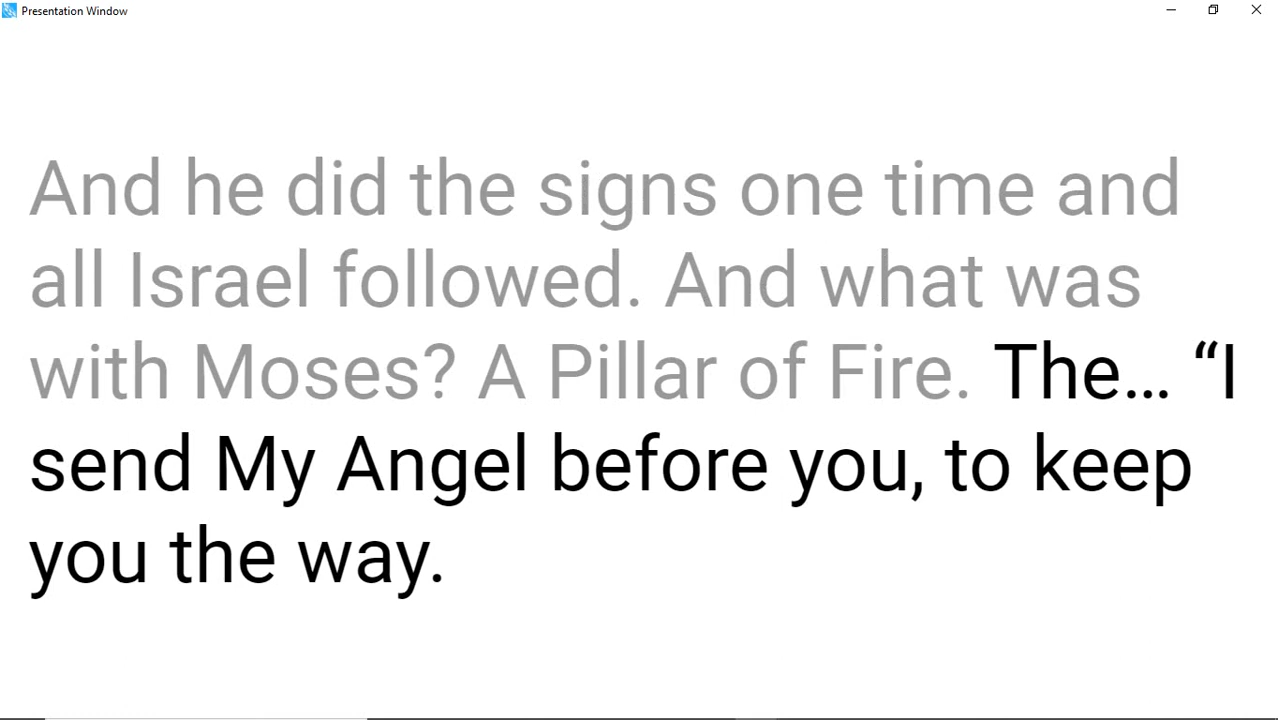 Presentation Window
And he did the signs one time and
all Israel followed. And what was
with Moses? A Pillar of Fire. The… “I
send My Angel before you, to keep
you the way.